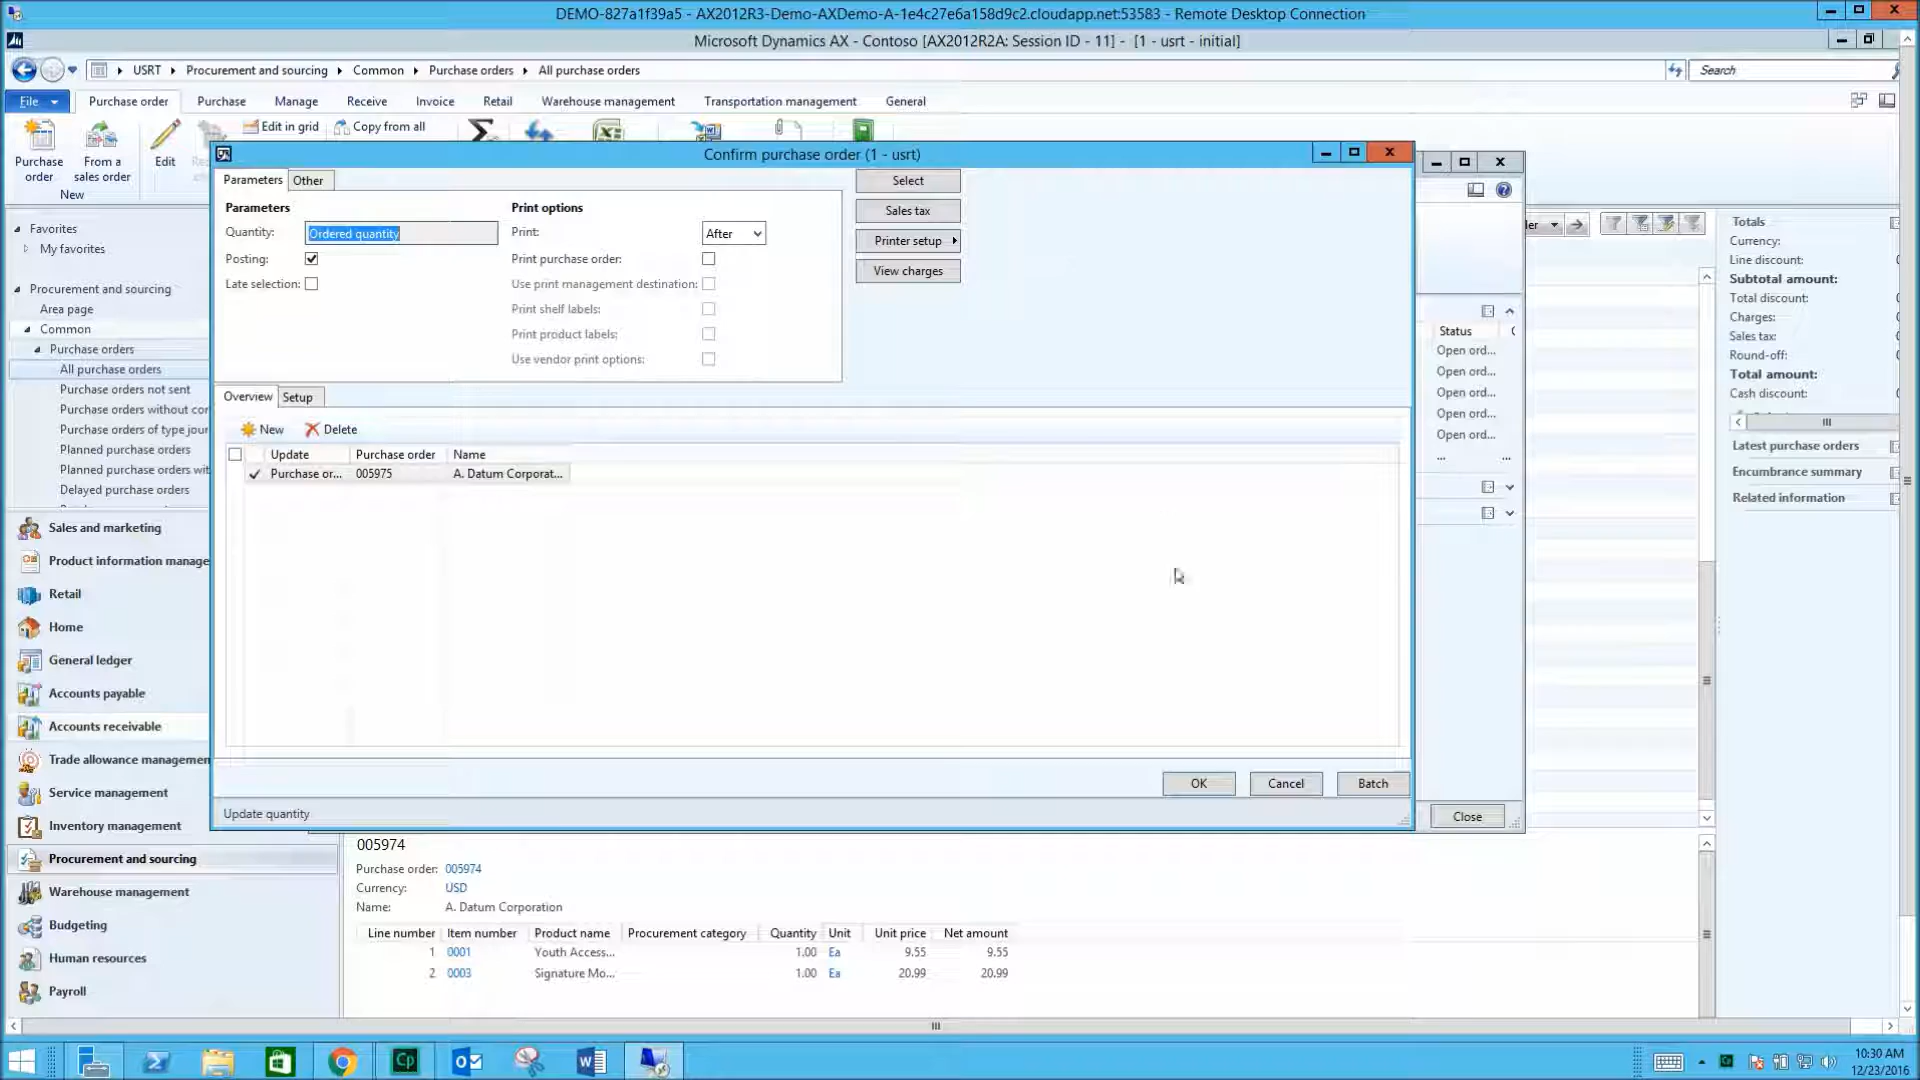 DEMO-827a1f39a5 - AX2012R3-Demo-AXDemo-A-1e4c27e6a158d9c2.cloudapp.net:53583 - Remote Desktop Connection
Microsoft Dynamics AX - Contoso [AX2012R2A: Session ID - 11] - [1 - usrt - initial]
USRT Procurement and sourcing Common Purchase orders All purchase orders
Search
File Purchase order Purchase Manage Receive Invoice Retail Warehouse management Transportation management General
Edit in grid Copy from all
Purchase order
From a sales order
Edit
New
Confirm purchase order (1 - usrt)
Parameters Other
Parameters
Quantity: Ordered quantity
Posting:
Late selection:
Print options
Print: After
Print purchase order:
Use print management destination:
Print shelf labels:
Print product labels:
Use vendor print options:
Select
Sales tax
Printer setup
View charges
Overview Setup
New Delete
Update Purchase order Name
Purchase or... 005975 A. Datum Corporat...
OK Cancel Batch
Update quantity
Favorites
My favorites
Procurement and sourcing
Area page
Common
Purchase orders
All purchase orders
Purchase orders not sent
Purchase orders without cor
Purchase orders of type jour
Planned purchase orders
Planned purchase orders wit
Delayed purchase orders
Sales and marketing
Product information manage
Retail
Home
General ledger
Accounts payable
Accounts receivable
Trade allowance managemen
Service management
Inventory management
Procurement and sourcing
Warehouse management
Budgeting
Human resources
Payroll
Status
Open ord...
Open ord...
Open ord...
Open ord...
Open ord...
... ...
Close
Totals
Currency:
Line discount:
Subtotal amount:
Total discount:
Charges:
Sales tax:
Round-off:
Total amount:
Cash discount:
Latest purchase orders
Encumbrance summary
Related information
005974
Purchase order: 005974
Currency: USD
Name: A. Datum Corporation
Line number Item number Product name Procurement category Quantity Unit Unit price Net amount
1 0001 Youth Access... 1.00 Ea 9.55 9.55
2 0003 Signature Mo... 1.00 Ea 20.99 20.99
Cp
10:30 AM
12/23/2016